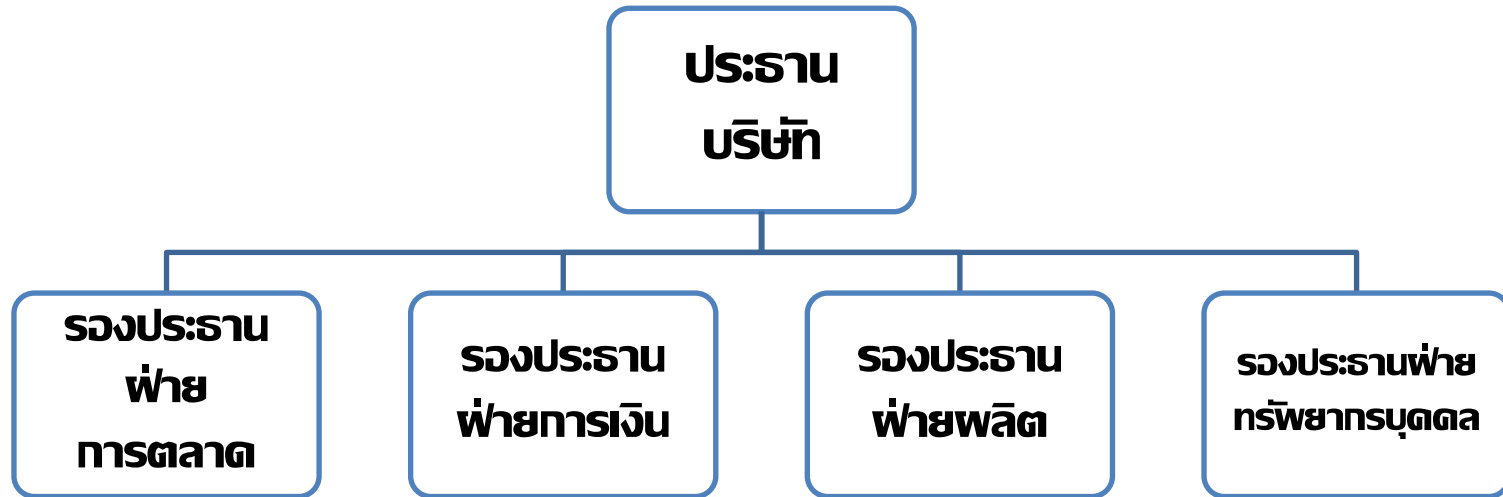 ประธาน
บริษัท
รองประธาน
ฝ่าย
การตลาด
รองประธาน
ฝ่ายการเงิน
รองประธาน
ฝ่ายผลิต
รองประธานฝ่าย
ทรัพยากรบุคคล